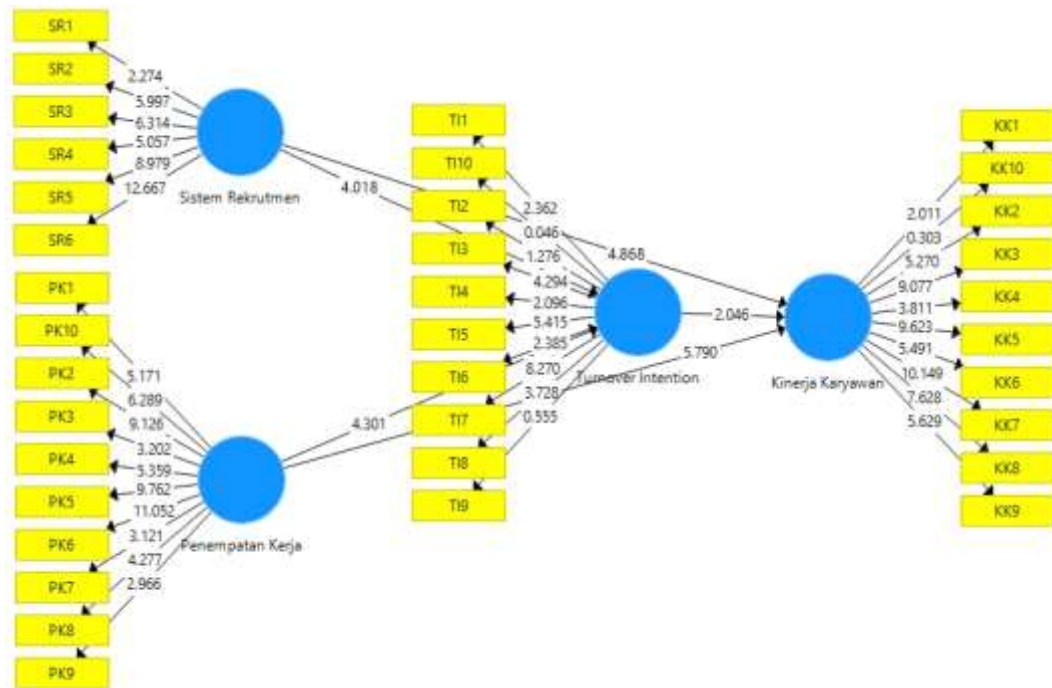 SR1
SR2
SR3
SR4
SR5
SR6
2.274
5.997
6.314
5.057
8.979
12.667
Sistem Rekrutmen
PK1
PK10
PK2
PK3
PK4
PK5
PK6
PK7
PK8
PK9
5.171
6.289
9.126
3.202
5.359
9.762
11.052
3.121
4.277
2.966
Penempatan Kerja
4.018
4.868
4.301
5.790
TI1
TI10
TI2
TI3
TI4
TI5
TI6
TI7
TI8
TI9
2.362
0.046
1.276
4.294
2.096
5.415
2.385
8.270
3.728
0.555
Turnover Intention
2.046
Kinerja Karyawan
2.011
0.303
5.270
9.077
3.811
9.623
5.491
10.149
7.628
5.629
KK1
KK10
KK2
KK3
KK4
KK5
KK6
KK7
KK8
KK9